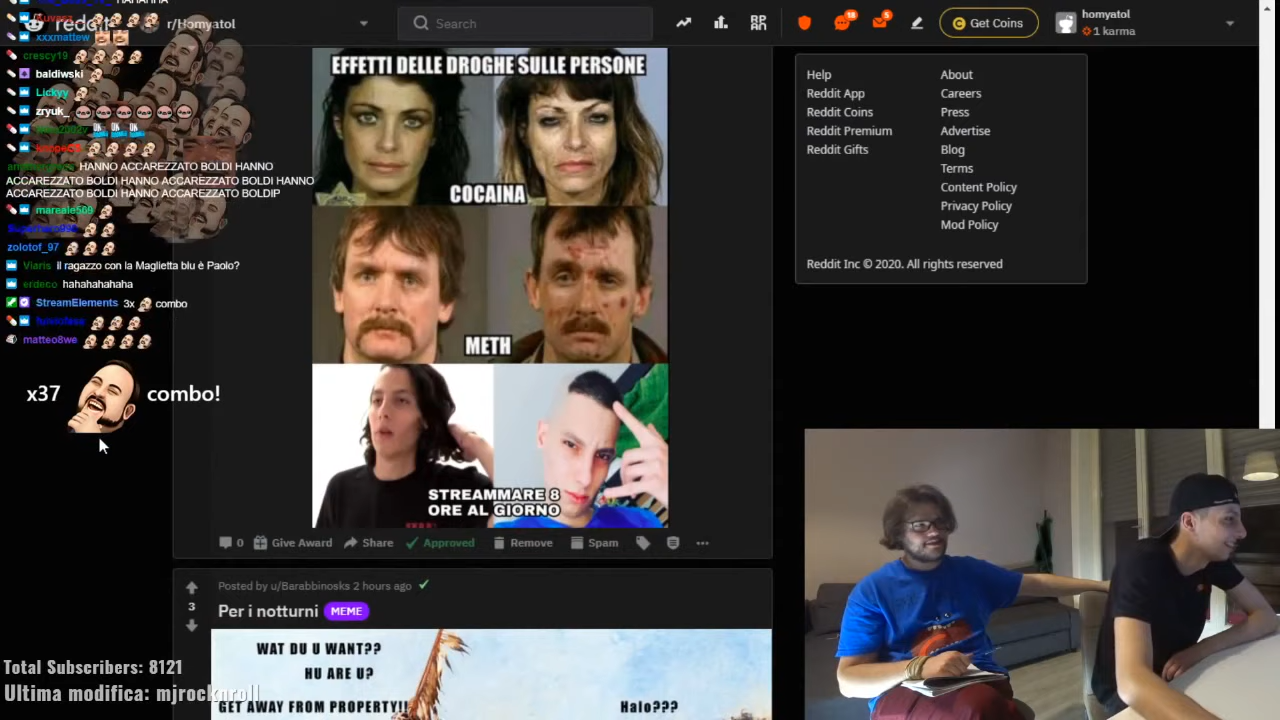 reddit
r/Homyatol
Search
18
5
Get Coins
homyatol
1 karma
xxxmattew
crescy19
baldiwski
Lickyy
zryuk_
HANNO ACCAREZZATO BOLDI HANNO
ACCAREZZATO BOLDI HANNO ACCAREZZATO BOLDI HANNO
ACCAREZZATO BOLDI HANNO ACCAREZZATO BOLDIP
mareale509
zolotof_97
Viaris il ragazzo con la Maglietta blu è Paolo?
erdeco hahahahahaha
StreamElements 3x combo
matteo8we
x37 combo!
EFFETTI DELLE DROGHE SULLE PERSONE
COCAINA
METH
STREAMMARE 8
ORE AL GIORNO
0 Give Award Share Approved Remove Spam
Posted by u/Barabbinosks 2 hours ago
3
Per i notturni MEME
WAT DU U WANT??
HU ARE U?
GET AWAY FROM PROPERTY!!
Halo???
Help
Reddit App
Reddit Coins
Reddit Premium
Reddit Gifts
About
Careers
Press
Advertise
Blog
Terms
Content Policy
Privacy Policy
Mod Policy
Reddit Inc © 2020. All rights reserved
Total Subscribers: 8121
Ultima modifica: mjrocknroll